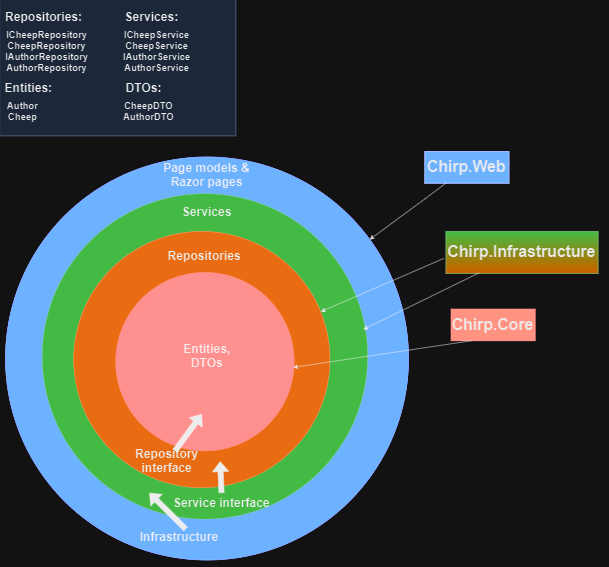 Repositories:
ICheepRepository
CheepRepository
IAuthorRepository
AuthorRepository
Services:
ICheepService
CheepService
IAuthorService
AuthorService
Entities:
Author
Cheep
DTOs:
CheepDTO
AuthorDTO
Chirp.Web
Page models &
Razor pages
Services
Chirp.Infrastructure
Repositories
Chirp.Core
Entities,
DTOs
Repository
interface
Service interface
Infrastructure